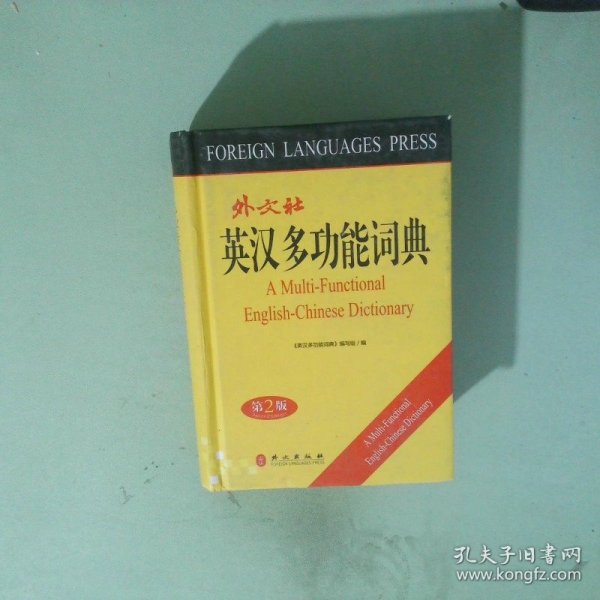 FOREIGN LANGUAGES PRESS
外文社
英汉多功能词典
A Multi-Functional
English-Chinese Dictionary
《英汉多功能词典》编写组/编
第2版
A Multi-Functional
English-Chinese Dictionary
外文出版社
FOREIGN LANGUAGES PRESS
孔夫子旧书网
www.kongfz.com